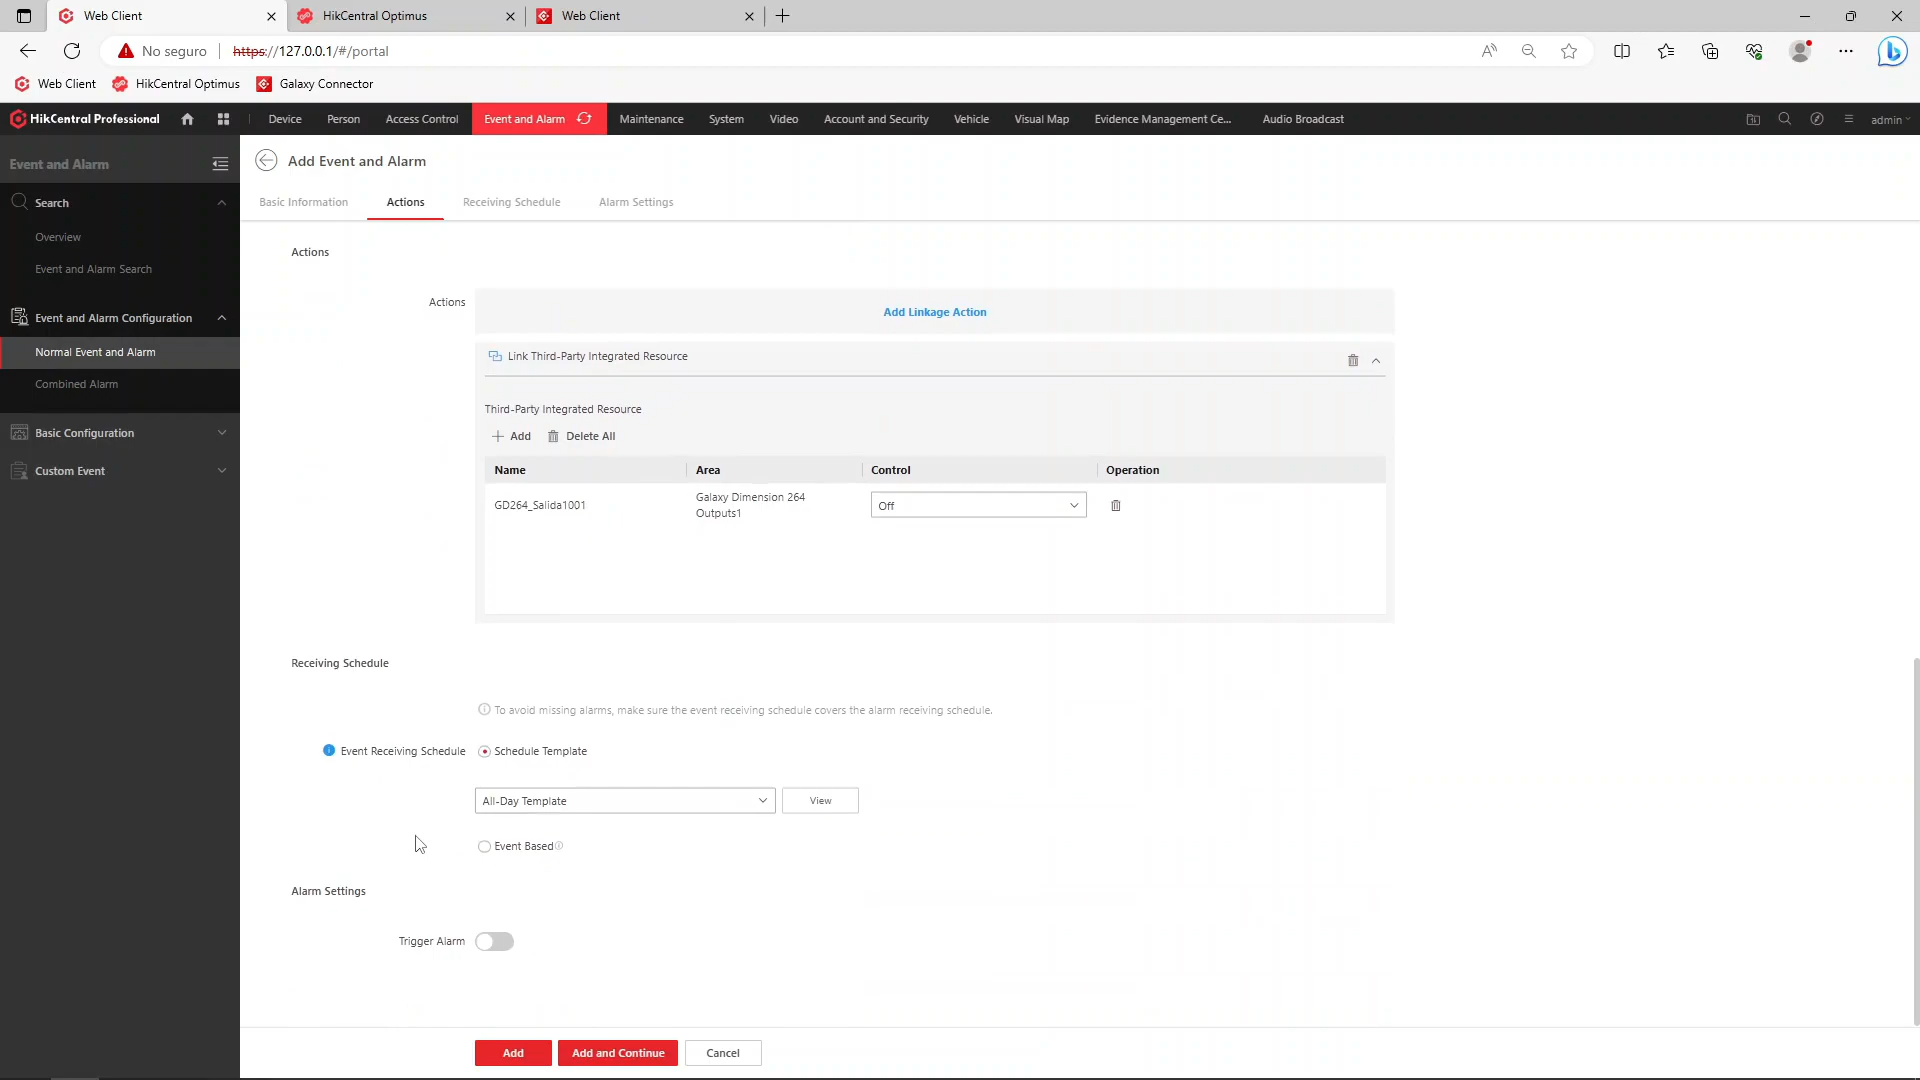 Web Client
HikCentral Optimus
Web Client
No seguro
https://127.0.0.1/#/portal
Web Client
HikCentral Optimus
Galaxy Connector
HikCentral Professional
Device
Person
Access Control
Event and Alarm
Maintenance
System
Video
Account and Security
Vehicle
Visual Map
Evidence Management Ce...
Audio Broadcast
admin
Event and Alarm
Search
Overview
Event and Alarm Search
Event and Alarm Configuration
Normal Event and Alarm
Combined Alarm
Basic Configuration
Custom Event
Add Event and Alarm
Basic Information
Actions
Receiving Schedule
Alarm Settings
Actions
Actions
Add Linkage Action
Link Third-Party Integrated Resource
Third-Party Integrated Resource
Add
Delete All
Name
Area
Control
Operation
GD264_Salida1001
Galaxy Dimension 264
Outputs1
Off
Receiving Schedule
To avoid missing alarms, make sure the event receiving schedule covers the alarm receiving schedule.
Event Receiving Schedule
Schedule Template
All-Day Template
View
Event Based
Alarm Settings
Trigger Alarm
Add
Add and Continue
Cancel